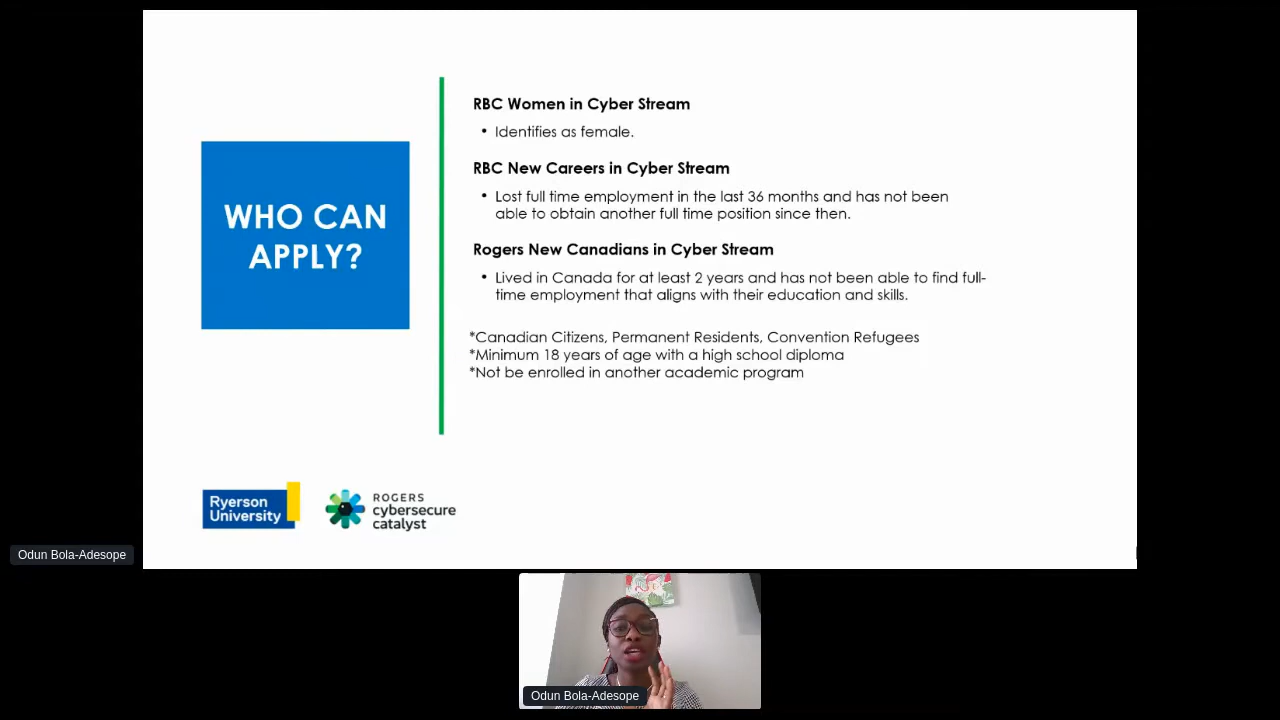 WHO CAN
APPLY?
RBC Women in Cyber Stream
• Identifies as female.
RBC New Careers in Cyber Stream
• Lost full time employment in the last 36 months and has not been
able to obtain another full time position since then.
Rogers New Canadians in Cyber Stream
• Lived in Canada for at least 2 years and has not been able to find full-
time employment that aligns with their education and skills.
*Canadian Citizens, Permanent Residents, Convention Refugees
*Minimum 18 years of age with a high school diploma
*Not be enrolled in another academic program
Ryerson
University
ROGERS
cybersecure
catalyst
Odun Bola-Adesope
Odun Bola-Adesope